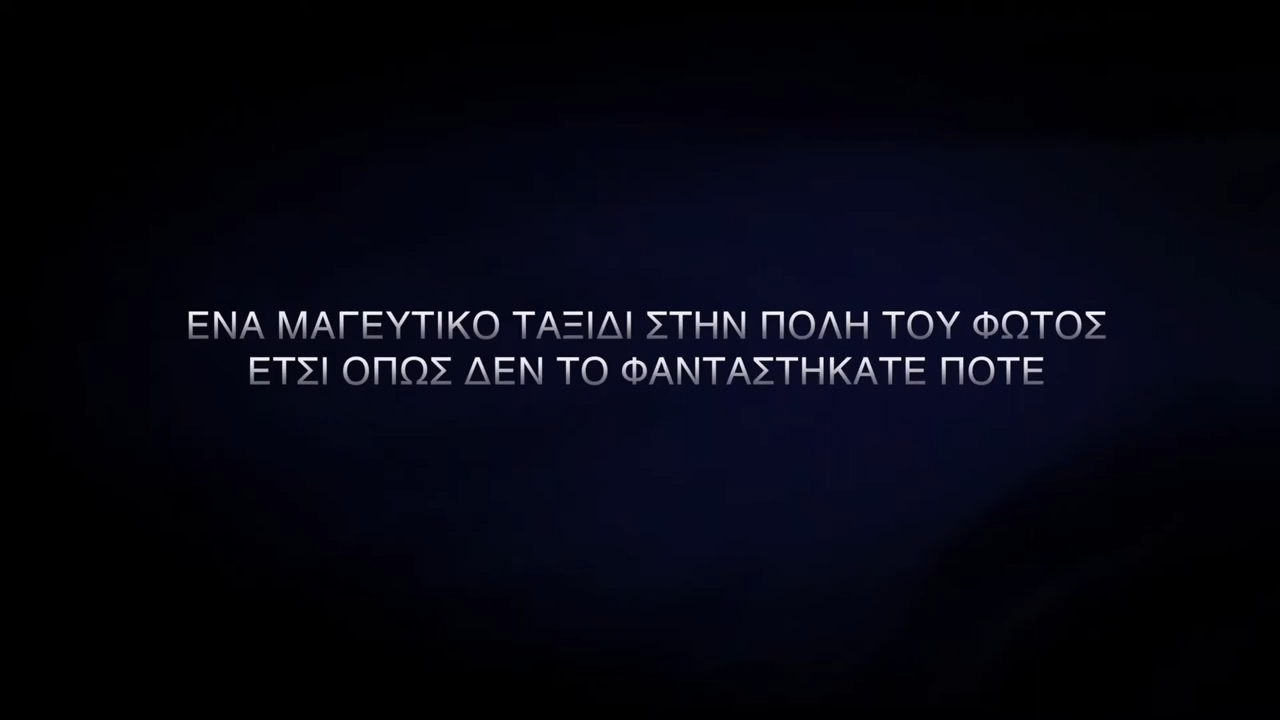 ΕΝΑ ΜΑΓΕΥΤΙΚΟ ΤΑΞΙΔΙ ΣΤΗΝ ΠΟΛΗ ΤΟΥ ΦΩΤΟΣ
ΕΤΣΙ ΟΠΩΣ ΔΕΝ ΤΟ ΦΑΝΤΑΣΤΗΚΑΤΕ ΠΟΤΕ